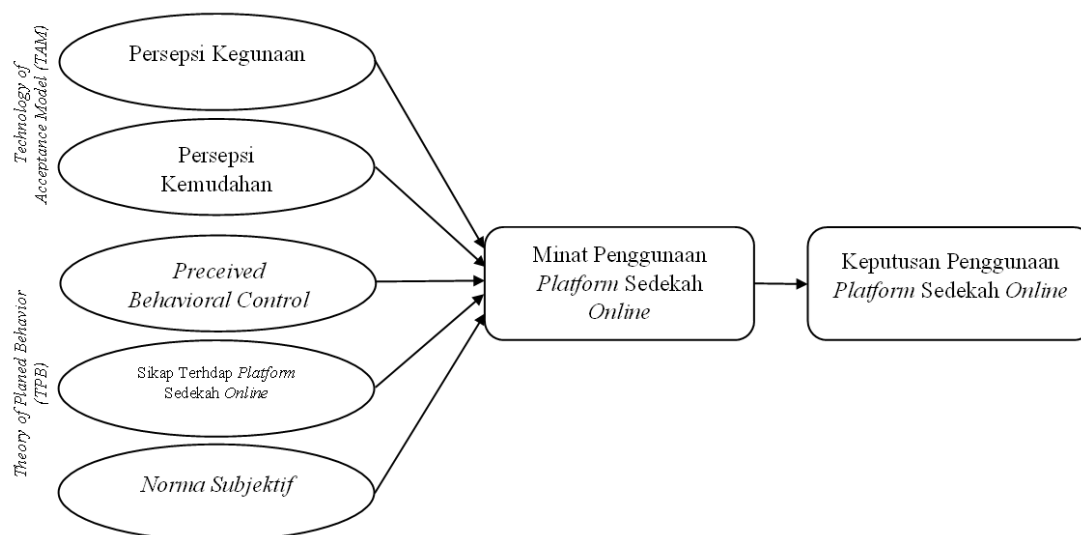 Technology of
Acceptance Model (TAM)
Persepsi Kegunaan
Persepsi
Kemudahan
Theory of Planed Behavior
(TPB)
Preceived
Behavioral Control
Sikap Terhdap Platform
Sedekah Online
Norma Subjektif
Minat Penggunaan
Platform Sedekah
Online
Keputusan Penggunaan
Platform Sedekah Online